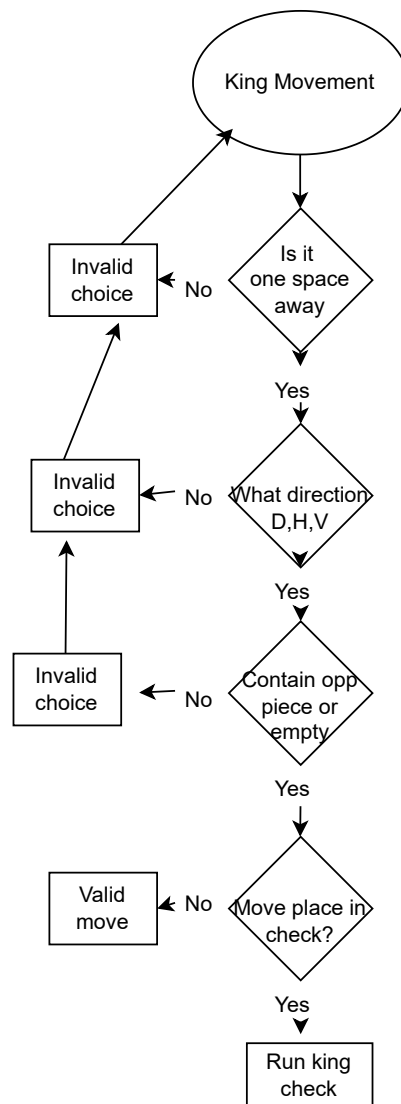 King Movement
Is it
one space
away
No
Invalid
choice
Yes
What direction
D,H,V
No
Invalid
choice
Yes
Contain opp
piece or
empty
No
Invalid
choice
Yes
Move place in
check?
No
Valid
move
Yes
Run king
check